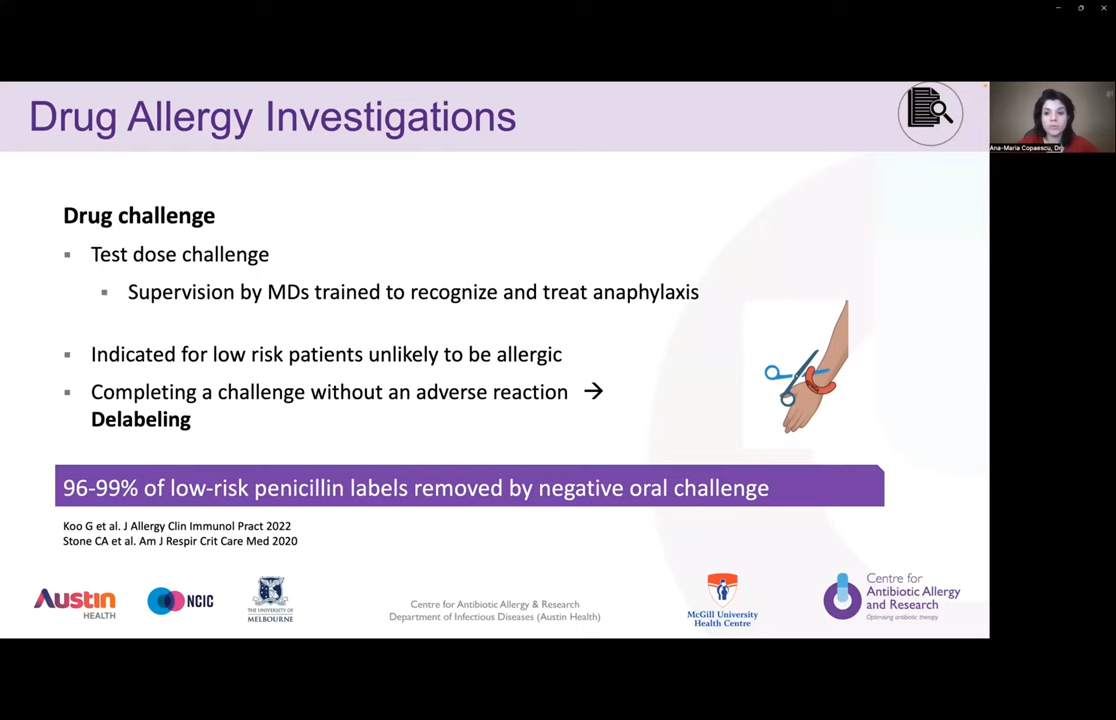 Drug Allergy Investigations
Ana-Maria Copaescu, Dr
Drug challenge
Test dose challenge
Supervision by MDs trained to recognize and treat anaphylaxis
Indicated for low risk patients unlikely to be allergic
Completing a challenge without an adverse reaction →
Delabeling
96-99% of low-risk penicillin labels removed by negative oral challenge
Koo G et al. J Allergy Clin Immunol Pract 2022
Stone CA et al. Am J Respir Crit Care Med 2020
Austin
HEALTH
NCIC
THE UNIVERSITY OF
MELBOURNE
Centre for Antibiotic Allergy & Research
Department of Infectious Diseases (Austin Health)
McGill University
Health Centre
Centre for
Antibiotic Allergy
and Research
Optimising antibiotic therapy